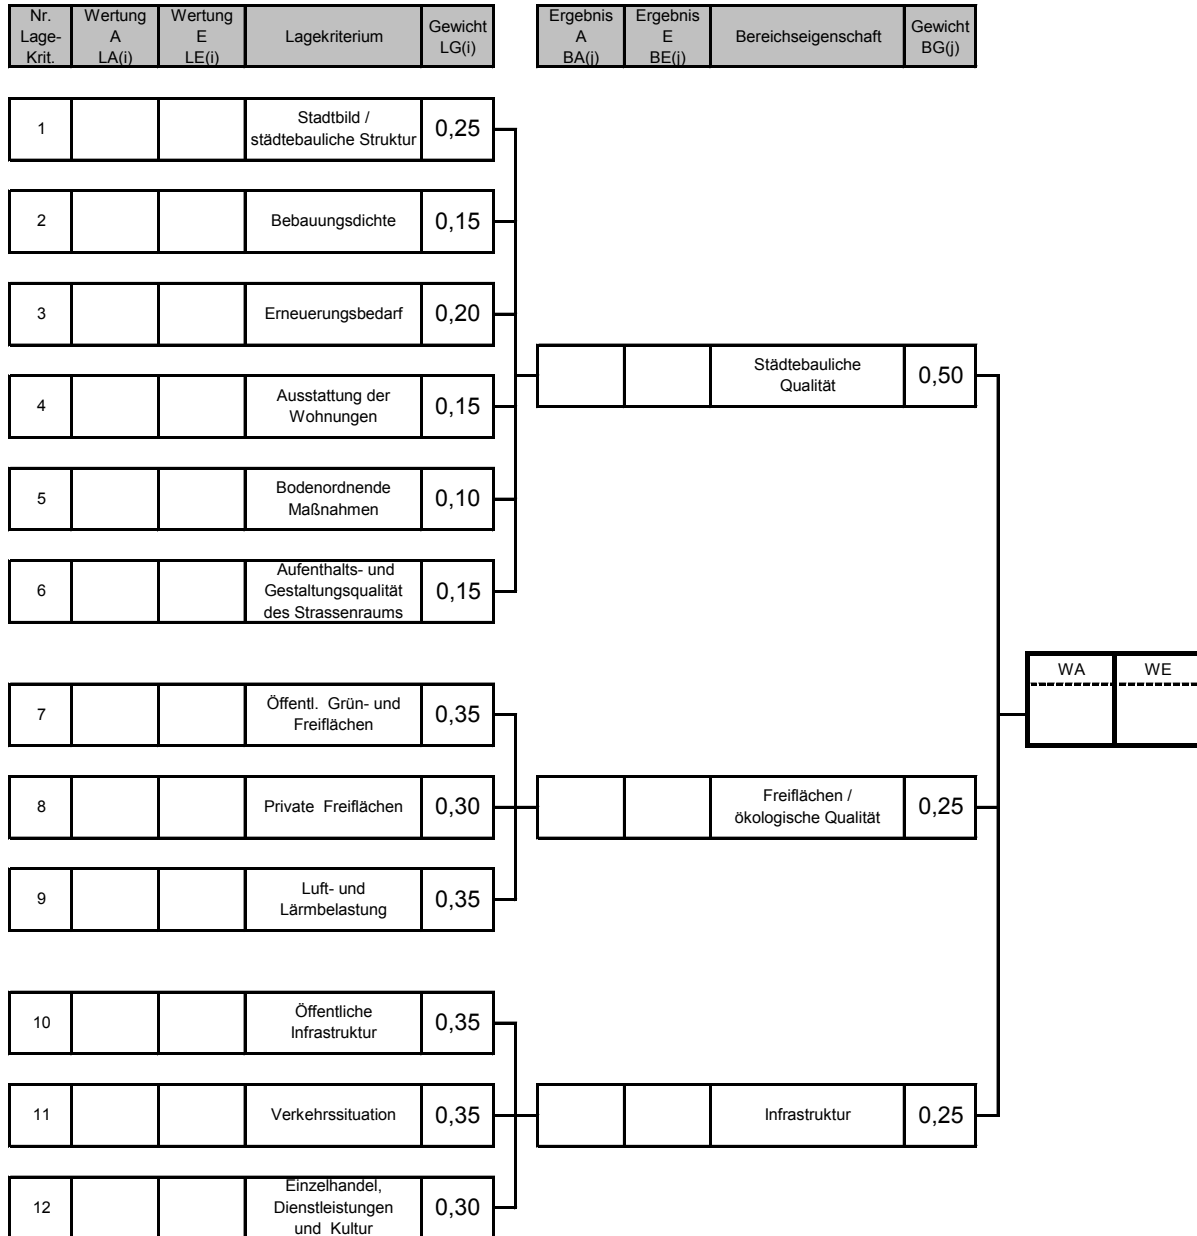 Nr.
Lage-
Krit.
Wertung
A
LA(i)
Wertung
E
LE(i)
Lagekriterium
Gewicht
LG(i)
Ergebnis
A
BA(j)
Ergebnis
E
BE(j)
Bereichseigenschaft
Gewicht
BG(j)
1
Stadtbild /
städtebauliche Struktur
0,25
2
Bebauungsdichte
0,15
3
Erneuerungsbedarf
0,20
Städtebauliche
Qualität
0,50
4
Ausstattung der
Wohnungen
0,15
5
Bodenordnende
Maßnahmen
0,10
6
Aufenthalts- und
Gestaltungsqualität
des Strassenraums
0,15
WA
WE
7
Öffentl. Grün- und
Freiflächen
0,35
8
Private Freiflächen
0,30
Freiflächen /
ökologische Qualität
0,25
9
Luft- und
Lärmbelastung
0,35
10
Öffentliche
Infrastruktur
0,35
11
Verkehrssituation
0,35
Infrastruktur
0,25
12
Einzelhandel,
Dienstleistungen
und Kultur
0,30